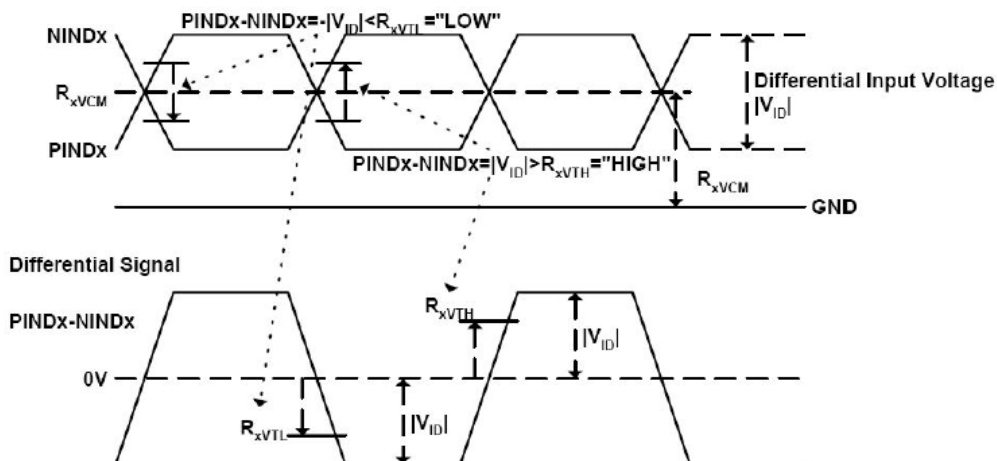 PINDx-NINDx=-|VID|<RxVTL="LOW"
NINDx
RxVCM
Differential Input Voltage
|VID|
PINDx
PINDx-NINDx=|VID|>RxVTH="HIGH"
RxVCM
GND
Differential Signal
PINDx-NINDx
RxVTH
|VID|
0V
RxVTL
|VID|